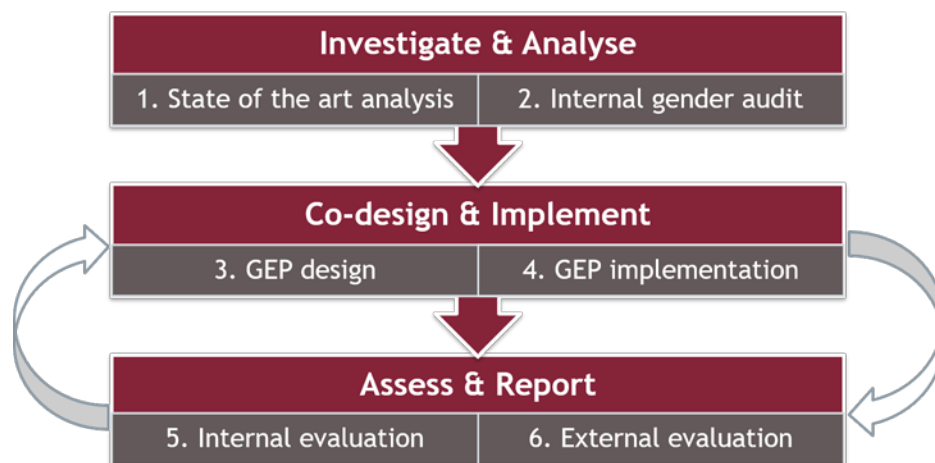 Investigate & Analyse
1. State of the art analysis
2. Internal gender audit
Co-design & Implement
3. GEP design
4. GEP implementation
Assess & Report
5. Internal evaluation
6. External evaluation